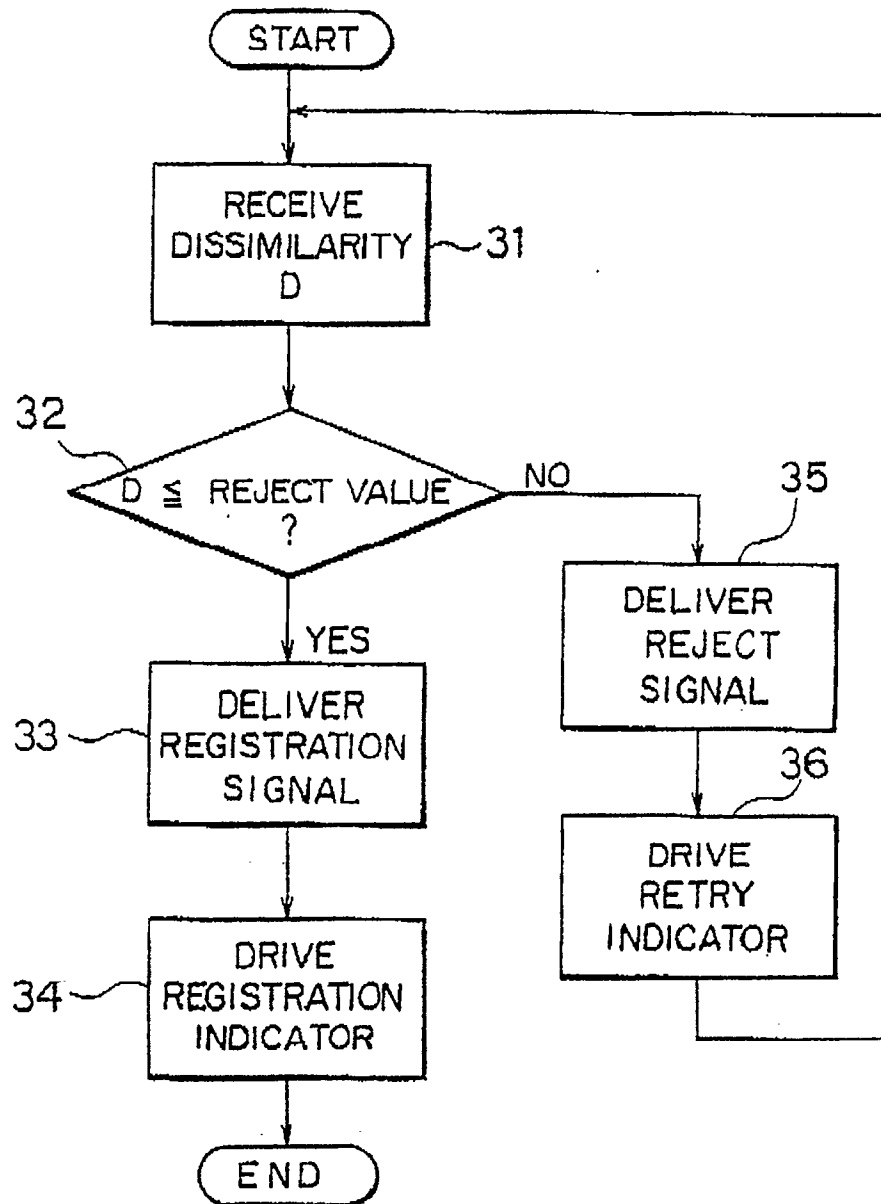 START
RECEIVE
DISSIMILARITY
D
31
32
D ≦ REJECT VALUE
?
NO
YES
35
DELIVER
REJECT
SIGNAL
33
DELIVER
REGISTRATION
SIGNAL
36
DRIVE
RETRY
INDICATOR
34
DRIVE
REGISTRATION
INDICATOR
END